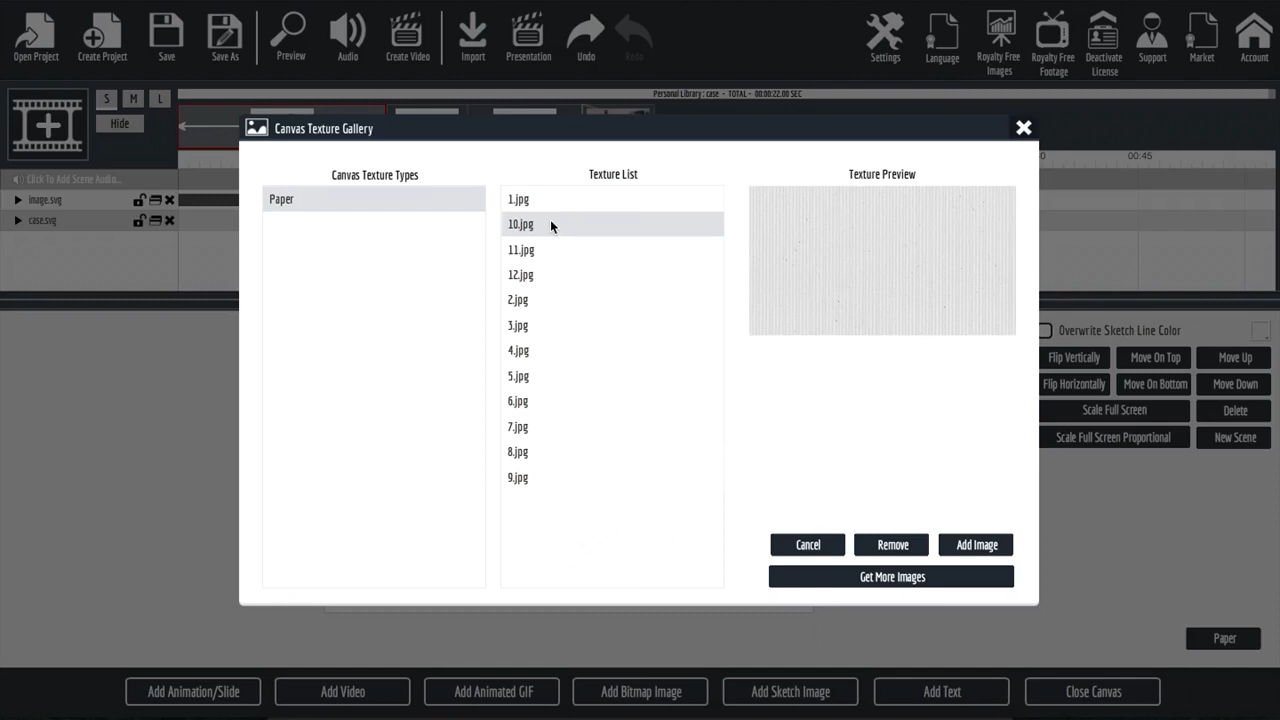 Open Project
Create Project
Save
Save As
Preview
Audio
Create Video
Import
Presentation
Undo
Redo
Settings
Language
Royalty Free Images
Royalty Free Footage
Deactivate License
Support
Market
Account
S M L
Hide
Personal Library : case - TOTAL - 00:00:22.00 SEC
00:45
Click To Add Scene Audio...
image.svg
case.svg
Canvas Texture Gallery
Canvas Texture Types
Paper
Texture List
1.jpg
10.jpg
11.jpg
12.jpg
2.jpg
3.jpg
4.jpg
5.jpg
6.jpg
7.jpg
8.jpg
9.jpg
Texture Preview
Cancel Remove Add Image
Get More Images
Overwrite Sketch Line Color
Flip Vertically Move On Top Move Up
Flip Horizontally Move On Bottom Move Down
Scale Full Screen Delete
Scale Full Screen Proportional New Scene
Paper
Add Animation/Slide Add Video Add Animated GIF Add Bitmap Image Add Sketch Image Add Text Close Canvas